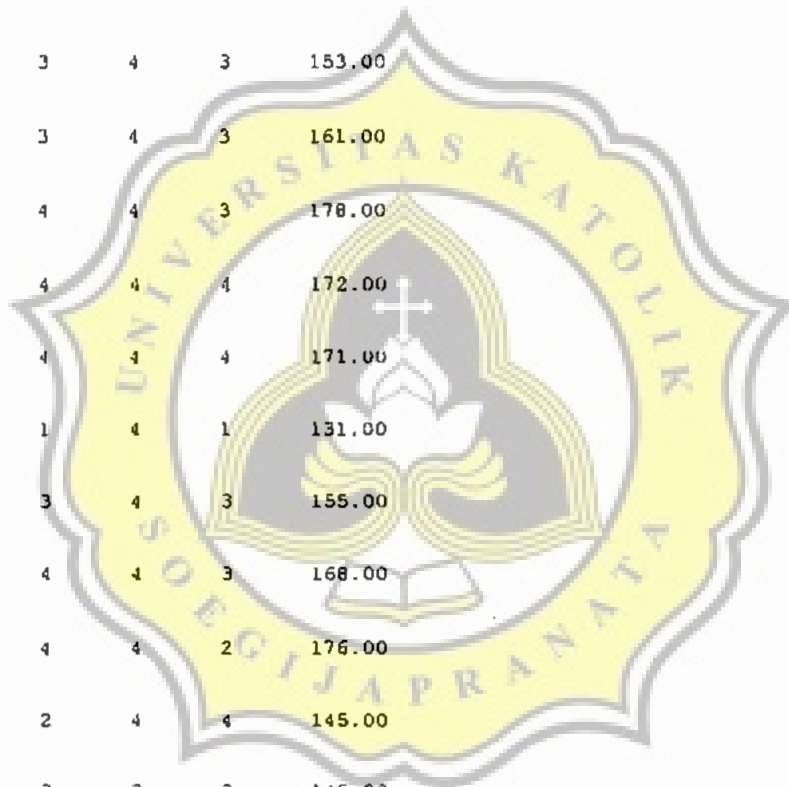 3 4 3 153.00
3 4 3 161.00
UNIVERSITAS KATOLIK
4 4 3 178.00
4 4 4 172.00
4 4 4 171.00
1 4 1 131.00
3 4 3 155.00
4 4 3 168.00
SOEGIJAPRANATA
4 4 2 176.00
2 4 4 145.00